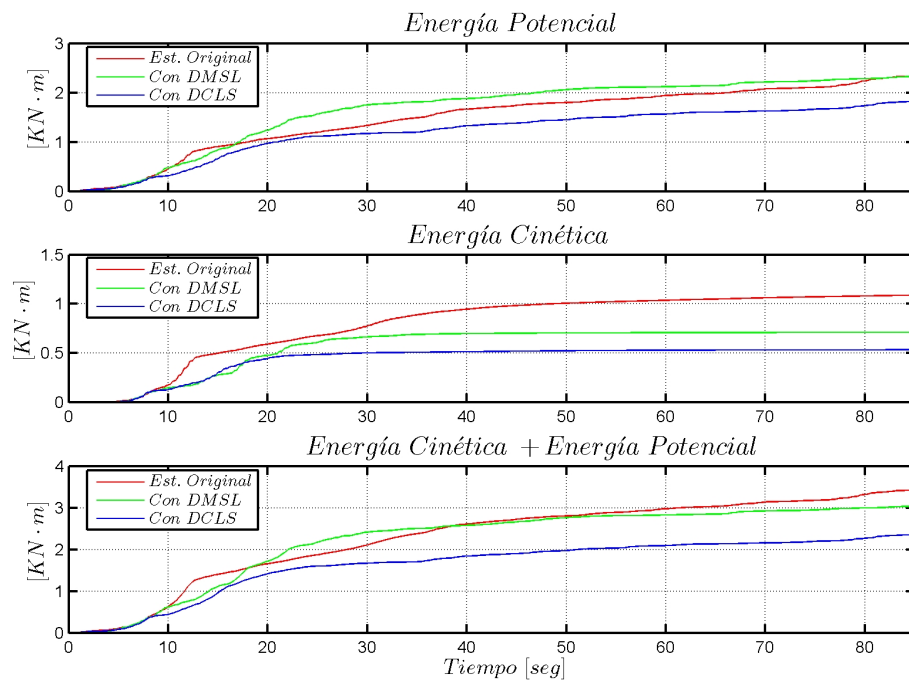 Energía Potencial
3
2
1
0
[KN · m]
Est. Original
Con DMSL
Con DCLS
0 10 20 30 40 50 60 70 80
Energía Cinética
1.5
1
0.5
0
[KN · m]
Est. Original
Con DMSL
Con DCLS
0 10 20 30 40 50 60 70 80
Energía Cinética + Energía Potencial
4
3
2
1
0
[KN · m]
Est. Original
Con DMSL
Con DCLS
0 10 20 30 40 50 60 70 80
Tiempo [seg]